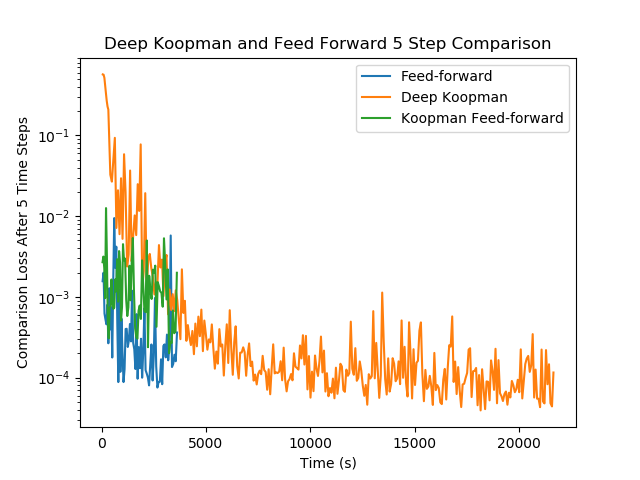 Deep Koopman and Feed Forward 5 Step Comparison
Feed-forward
Deep Koopman
Koopman Feed-forward
Comparison Loss After 5 Time Steps
10⁻¹
10⁻²
10⁻³
10⁻⁴
0 5000 10000 15000 20000
Time (s)